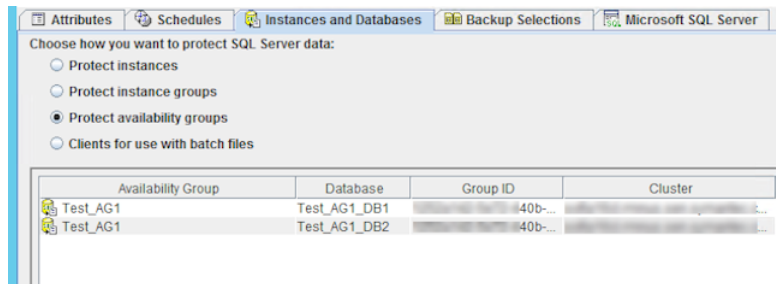 Attributes Schedules Instances and Databases Backup Selections Microsoft SQL Server
Choose how you want to protect SQL Server data:
Protect instances
Protect instance groups
Protect availability groups
Clients for use with batch files
Availability Group Database Group ID Cluster
Test_AG1 Test_AG1_DB1 40b-...
Test_AG1 Test_AG1_DB2 40b-...